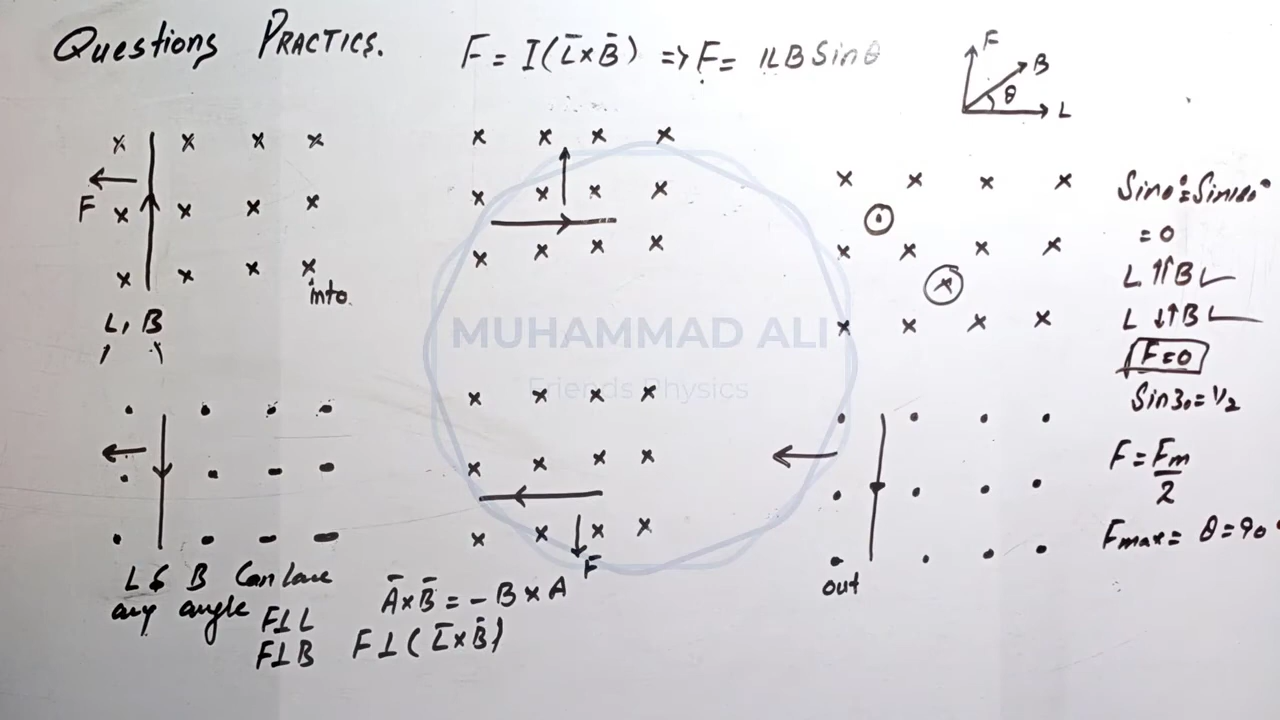 Questions PRACTICS.
F = I(L̄×B̄) => F = ILB Sinθ
F
B
θ
L
F
into
L, B
MUHAMMAD ALI
Friends Physics
Sin0°=Sin180°
= 0
L ↑↑ B
L ↓↑ B
F=0
Sin30=1/2
F = Fm/2
Fmax = θ=90°
F
out
L & B Can have
any angle
F⊥L
F⊥B
Ā×B̄ = -B×A
F⊥(L̄×B̄)